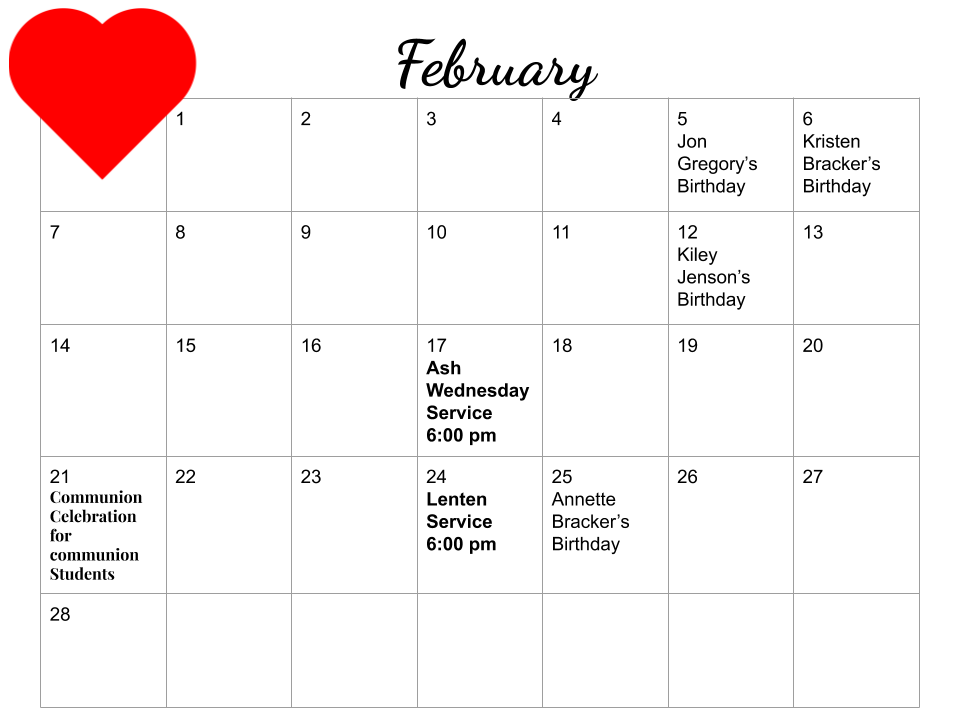 February
1
2
3
4
5
Jon
Gregory’s
Birthday
6
Kristen
Bracker’s
Birthday
7
8
9
10
11
12
Kiley
Jenson’s
Birthday
13
14
15
16
17
Ash
Wednesday
Service
6:00 pm
18
19
20
21
Communion
Celebration
for
communion
Students
22
23
24
Lenten
Service
6:00 pm
25
Annette
Bracker’s
Birthday
26
27
28